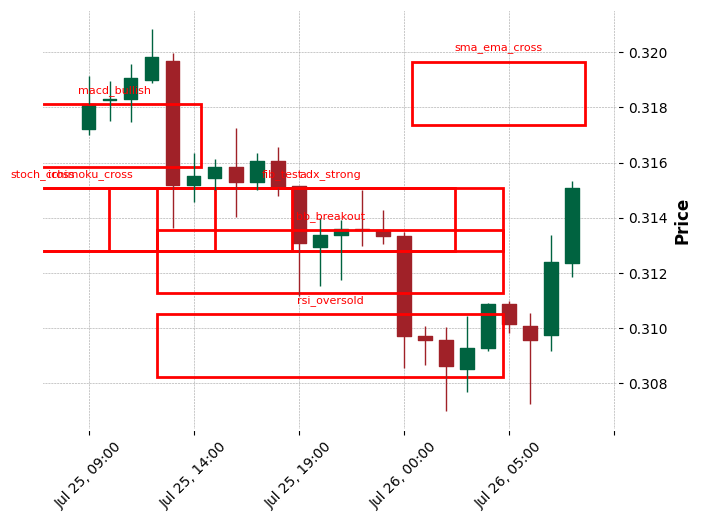 sma_ema_cross
0.320
macd_bullish
0.318
0.316
stoch_cross
ichimoku_cross
adx_strong
0.314
0.312
rsi_oversold
0.310
0.308
Price
Jul 25, 09:00
Jul 25, 14:00
Jul 25, 19:00
Jul 26, 00:00
Jul 26, 05:00